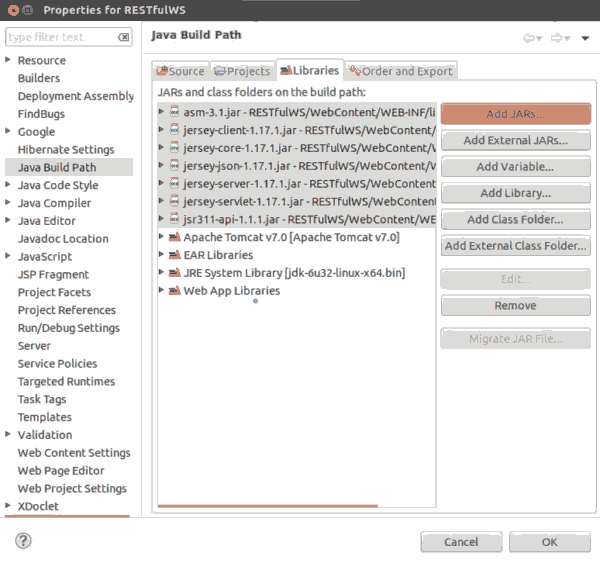 Properties for RESTfulWS
type filter text
Java Build Path
Resource
Builders
Deployment Assembly
FindBugs
Google
Hibernate Settings
Java Build Path
Java Code Style
Java Compiler
Java Editor
Javadoc Location
JavaScript
JSP Fragment
Project Facets
Project References
Run/Debug Settings
Server
Service Policies
Targeted Runtimes
Task Tags
Templates
Validation
Web Content Settings
Web Page Editor
Web Project Settings
XDoclet
Source
Projects
Libraries
Order and Export
JARs and class folders on the build path:
asm-3.1.jar - RESTfulWS/WebContent/WEB-INF/li
jersey-client-1.17.1.jar - RESTfulWS/WebConten
jersey-core-1.17.1.jar - RESTfulWS/WebContent/
jersey-json-1.17.1.jar - RESTfulWS/WebContent/
jersey-server-1.17.1.jar - RESTfulWS/WebConten
jersey-servlet-1.17.1.jar - RESTfulWS/WebConte
jsr311-api-1.1.1.jar - RESTfulWS/WebContent/WE
Apache Tomcat v7.0 [Apache Tomcat v7.0]
EAR Libraries
JRE System Library [jdk-6u32-linux-x64.bin]
Web App Libraries
Add JARs...
Add External JARs...
Add Variable...
Add Library...
Add Class Folder...
Add External Class Folder...
Edit...
Remove
Migrate JAR File...
?
Cancel
OK